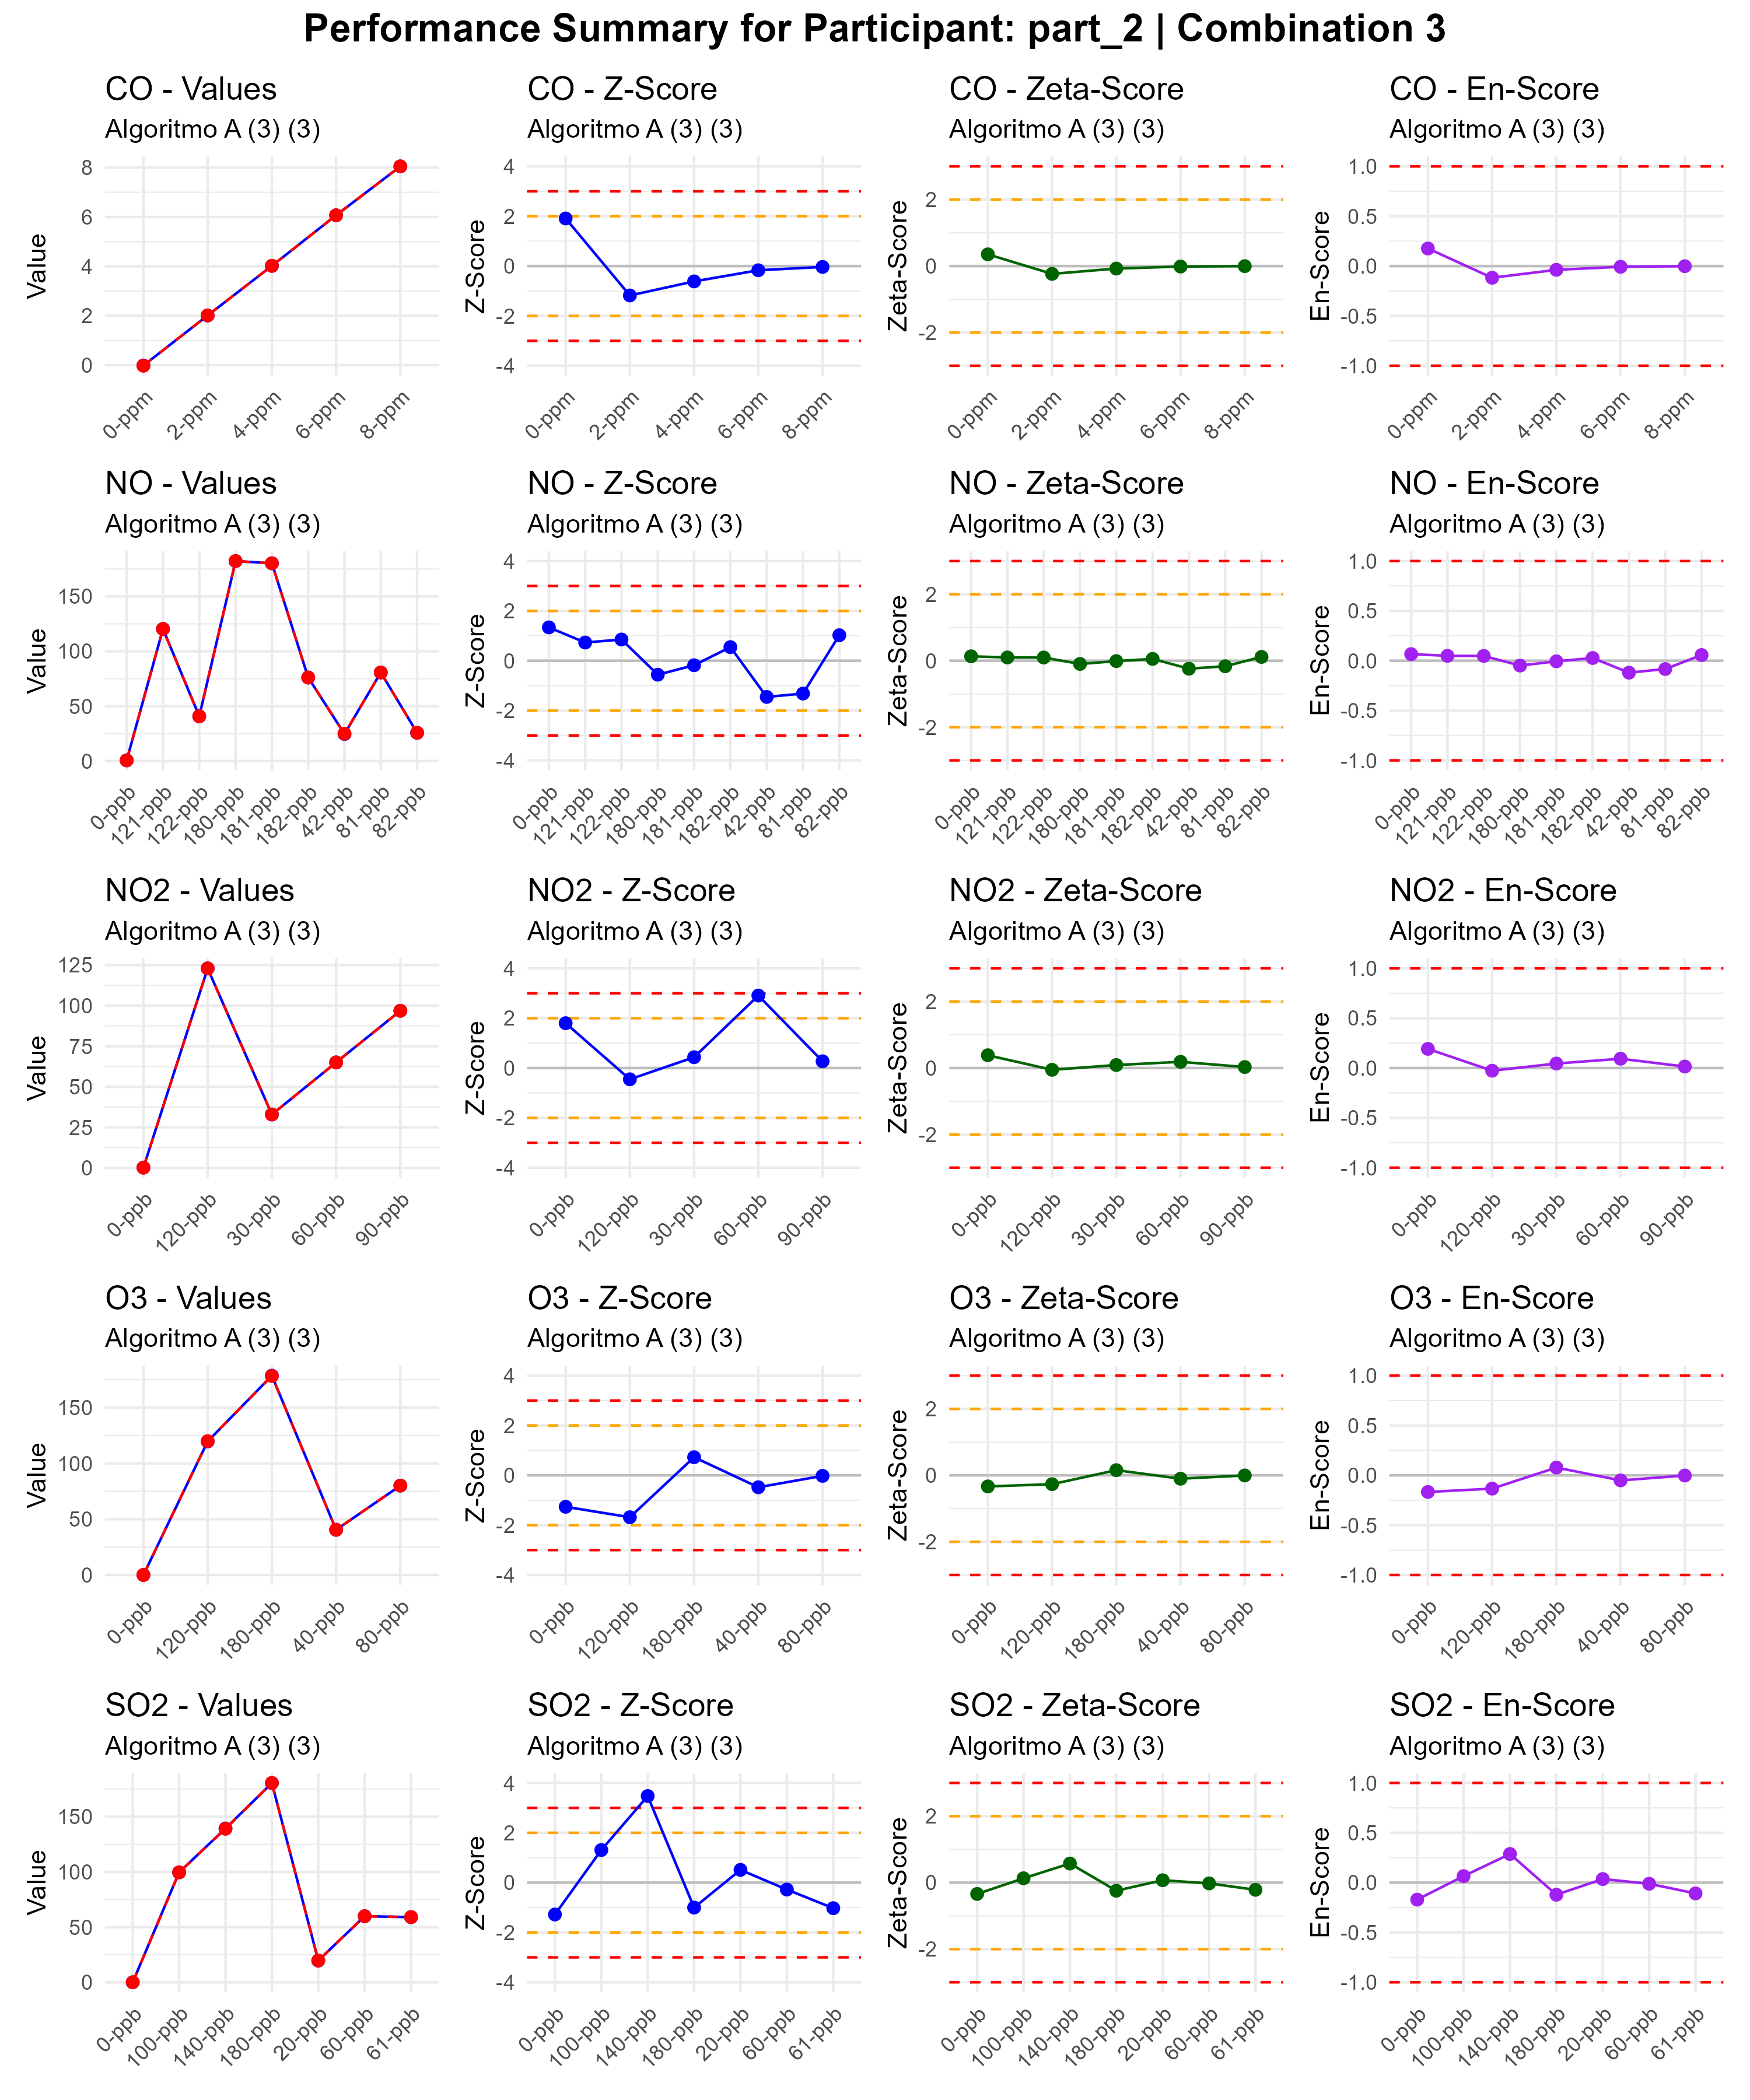 Performance Summary for Participant: part_2 | Combination 3
CO - Values
Algoritmo A (3) (3)
Value
8
6
4
2
0
0-ppm
2-ppm
4-ppm
6-ppm
8-ppm
CO - Z-Score
Algoritmo A (3) (3)
Z-Score
4
2
0
-2
-4
0-ppm
2-ppm
4-ppm
6-ppm
8-ppm
CO - Zeta-Score
Algoritmo A (3) (3)
Zeta-Score
2
0
-2
0-ppm
2-ppm
4-ppm
6-ppm
8-ppm
CO - En-Score
Algoritmo A (3) (3)
En-Score
1.0
0.5
0.0
-0.5
-1.0
0-ppm
2-ppm
4-ppm
6-ppm
8-ppm
NO - Values
Algoritmo A (3) (3)
Value
150
100
50
0
0-ppb
121-ppb
122-ppb
180-ppb
181-ppb
182-ppb
42-ppb
81-ppb
82-ppb
NO - Z-Score
Algoritmo A (3) (3)
Z-Score
4
2
0
-2
-4
0-ppb
121-ppb
122-ppb
180-ppb
181-ppb
182-ppb
42-ppb
81-ppb
82-ppb
NO - Zeta-Score
Algoritmo A (3) (3)
Zeta-Score
2
0
-2
0-ppb
121-ppb
122-ppb
180-ppb
181-ppb
182-ppb
42-ppb
81-ppb
82-ppb
NO - En-Score
Algoritmo A (3) (3)
En-Score
1.0
0.5
0.0
-0.5
-1.0
0-ppb
121-ppb
122-ppb
180-ppb
181-ppb
182-ppb
42-ppb
81-ppb
82-ppb
NO2 - Values
Algoritmo A (3) (3)
Value
125
100
75
50
25
0
0-ppb
120-ppb
30-ppb
60-ppb
90-ppb
NO2 - Z-Score
Algoritmo A (3) (3)
Z-Score
4
2
0
-2
-4
0-ppb
120-ppb
30-ppb
60-ppb
90-ppb
NO2 - Zeta-Score
Algoritmo A (3) (3)
Zeta-Score
2
0
-2
0-ppb
120-ppb
30-ppb
60-ppb
90-ppb
NO2 - En-Score
Algoritmo A (3) (3)
En-Score
1.0
0.5
0.0
-0.5
-1.0
0-ppb
120-ppb
30-ppb
60-ppb
90-ppb
O3 - Values
Algoritmo A (3) (3)
Value
150
100
50
0
0-ppb
120-ppb
180-ppb
40-ppb
80-ppb
O3 - Z-Score
Algoritmo A (3) (3)
Z-Score
4
2
0
-2
-4
0-ppb
120-ppb
180-ppb
40-ppb
80-ppb
O3 - Zeta-Score
Algoritmo A (3) (3)
Zeta-Score
2
0
-2
0-ppb
120-ppb
180-ppb
40-ppb
80-ppb
O3 - En-Score
Algoritmo A (3) (3)
En-Score
1.0
0.5
0.0
-0.5
-1.0
0-ppb
120-ppb
180-ppb
40-ppb
80-ppb
SO2 - Values
Algoritmo A (3) (3)
Value
150
100
50
0
0-ppb
100-ppb
140-ppb
180-ppb
20-ppb
60-ppb
61-ppb
SO2 - Z-Score
Algoritmo A (3) (3)
Z-Score
4
2
0
-2
-4
0-ppb
100-ppb
140-ppb
180-ppb
20-ppb
60-ppb
61-ppb
SO2 - Zeta-Score
Algoritmo A (3) (3)
Zeta-Score
2
0
-2
0-ppb
100-ppb
140-ppb
180-ppb
20-ppb
60-ppb
61-ppb
SO2 - En-Score
Algoritmo A (3) (3)
En-Score
1.0
0.5
0.0
-0.5
-1.0
0-ppb
100-ppb
140-ppb
180-ppb
20-ppb
60-ppb
61-ppb